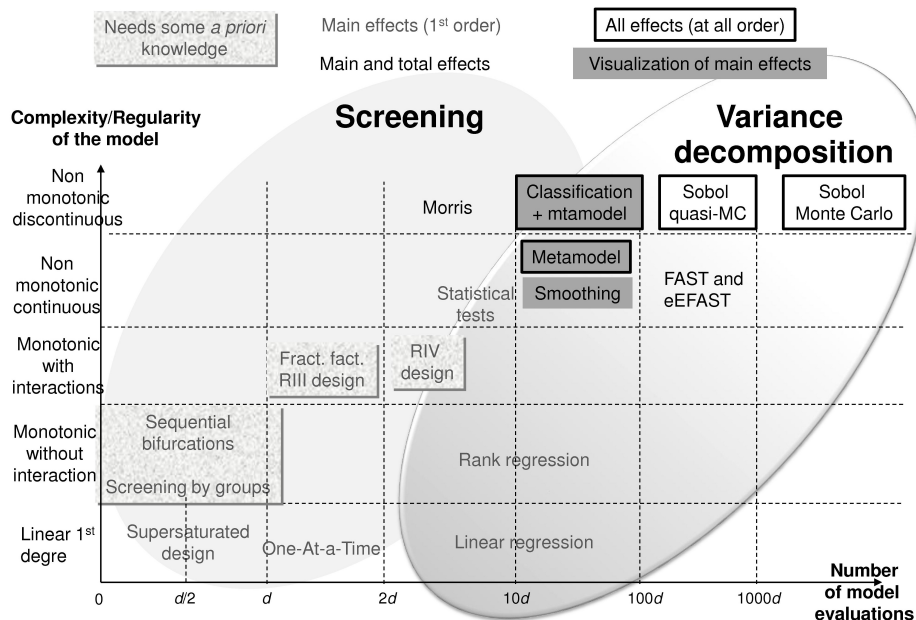 Needs some a priori
knowledge
Main effects (1st order)
Main and total effects
All effects (at all order)
Visualization of main effects
Complexity/Regularity
of the model
Screening
Variance
decomposition
Non
monotonic
discontinuous
Morris
Classification
+ mtamodel
Sobol
quasi-MC
Sobol
Monte Carlo
Non
monotonic
continuous
Statistical
tests
Metamodel
Smoothing
FAST and
eEFAST
Monotonic
with
interactions
Fract. fact.
RIII design
RIV
design
Monotonic
without
interaction
Sequential
bifurcations
Screening by groups
Rank regression
Linear 1st
degre
Supersaturated
design
One-At-a-Time
Linear regression
0
d/2
d
2d
10d
100d
1000d
Number
of model
evaluations